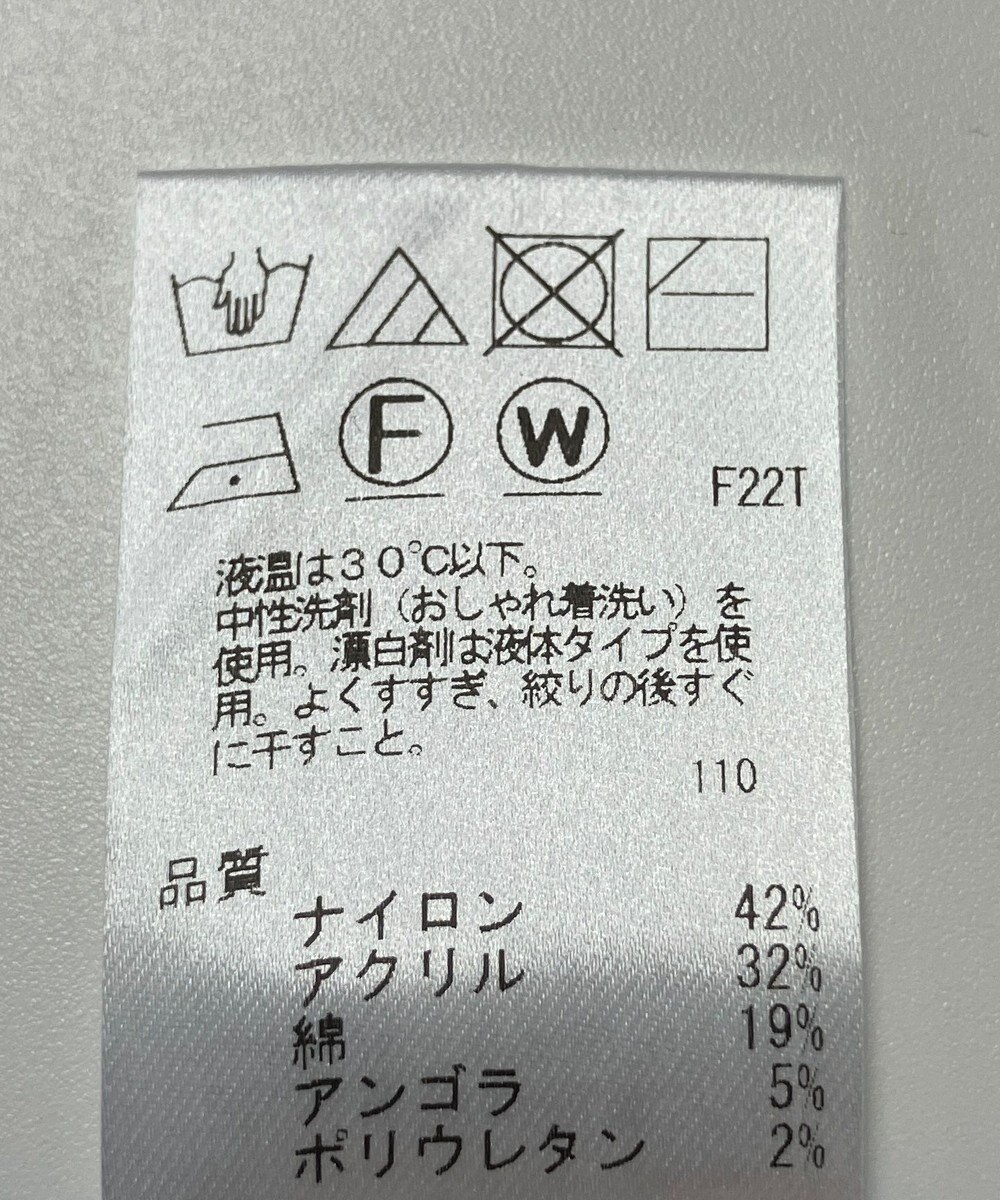 F W
F22T
液温は30℃以下。
中性洗剤（おしゃれ着洗い）を
使用。漂白剤は液体タイプを使
用。よくすすぎ、絞りの後すぐ
に干すこと。
110
品質
ナイロン 42%
アクリル 32%
綿 19%
アンゴラ 5%
ポリウレタン 2%